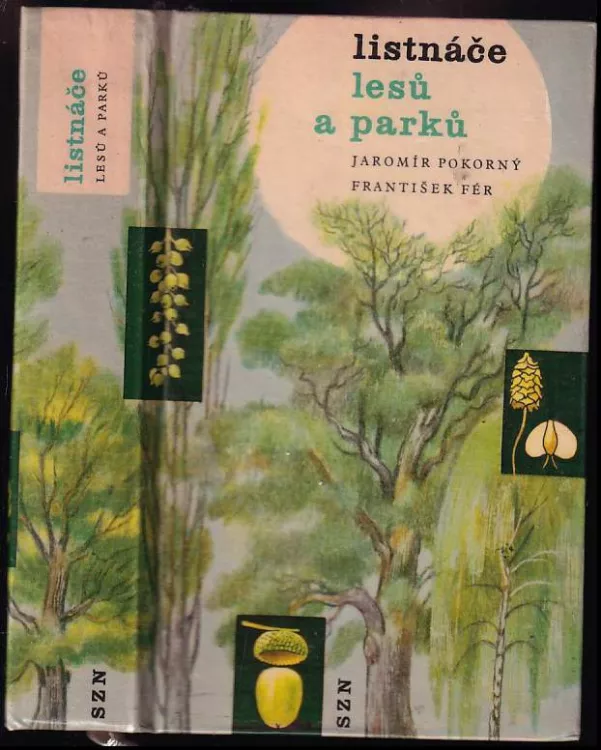 listnáče
LESŮ A PARKŮ
SZN
listnáče
lesů
a parků
JAROMÍR POKORNÝ
FRANTIŠEK FÉR
SZN